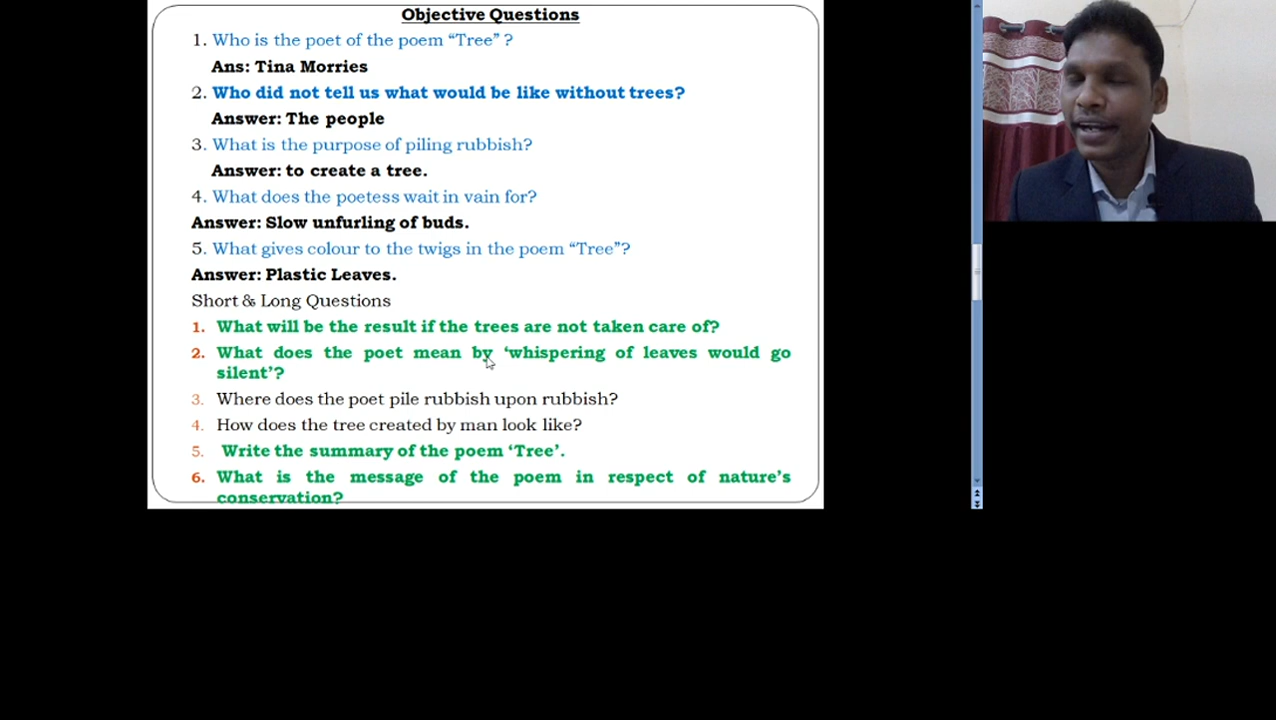 Objective Questions
1. Who is the poet of the poem “Tree” ?
Ans: Tina Morries
2. Who did not tell us what would be like without trees?
Answer: The people
3. What is the purpose of piling rubbish?
Answer: to create a tree.
4. What does the poetess wait in vain for?
Answer: Slow unfurling of buds.
5. What gives colour to the twigs in the poem “Tree”?
Answer: Plastic Leaves.
Short & Long Questions
1. What will be the result if the trees are not taken care of?
2. What does the poet mean by ‘whispering of leaves would go
silent’?
3. Where does the poet pile rubbish upon rubbish?
4. How does the tree created by man look like?
5. Write the summary of the poem ‘Tree’.
6. What is the message of the poem in respect of nature’s
conservation?